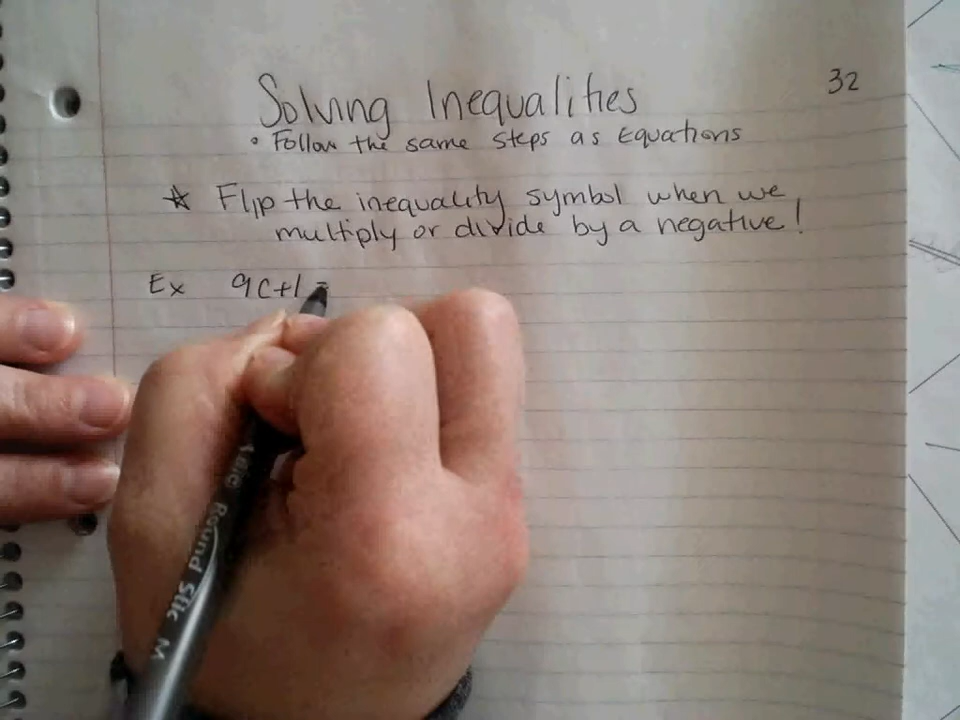 32
Solving Inequalities
• Follow the same steps as Equations
☆ Flip the inequality symbol when we
multiply or divide by a negative!
Ex 9c+1
Round Stic M